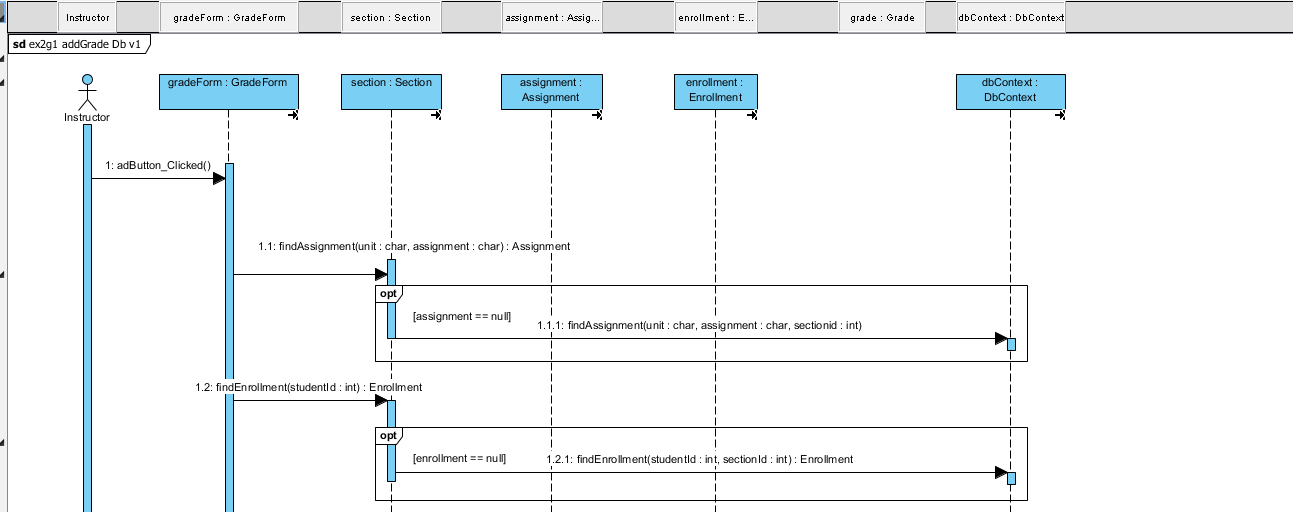 Instructor
gradeForm : GradeForm
section : Section
assignment : Assig...
enrollment : E...
grade : Grade
dbContext : DbContext
sd ex2g1 addGrade Db v1
gradeForm : GradeForm
section : Section
assignment :
Assignment
enrollment :
Enrollment
dbContext :
DbContext
Instructor
1: adButton_Clicked()
1.1: findAssignment(unit : char, assignment : char) : Assignment
opt
[assignment == null]
1.1.1: findAssignment(unit : char, assignment : char, sectionid : int)
1.2: findEnrollment(studentId : int) : Enrollment
opt
[enrollment == null]
1.2.1: findEnrollment(studentId : int, sectionId : int) : Enrollment